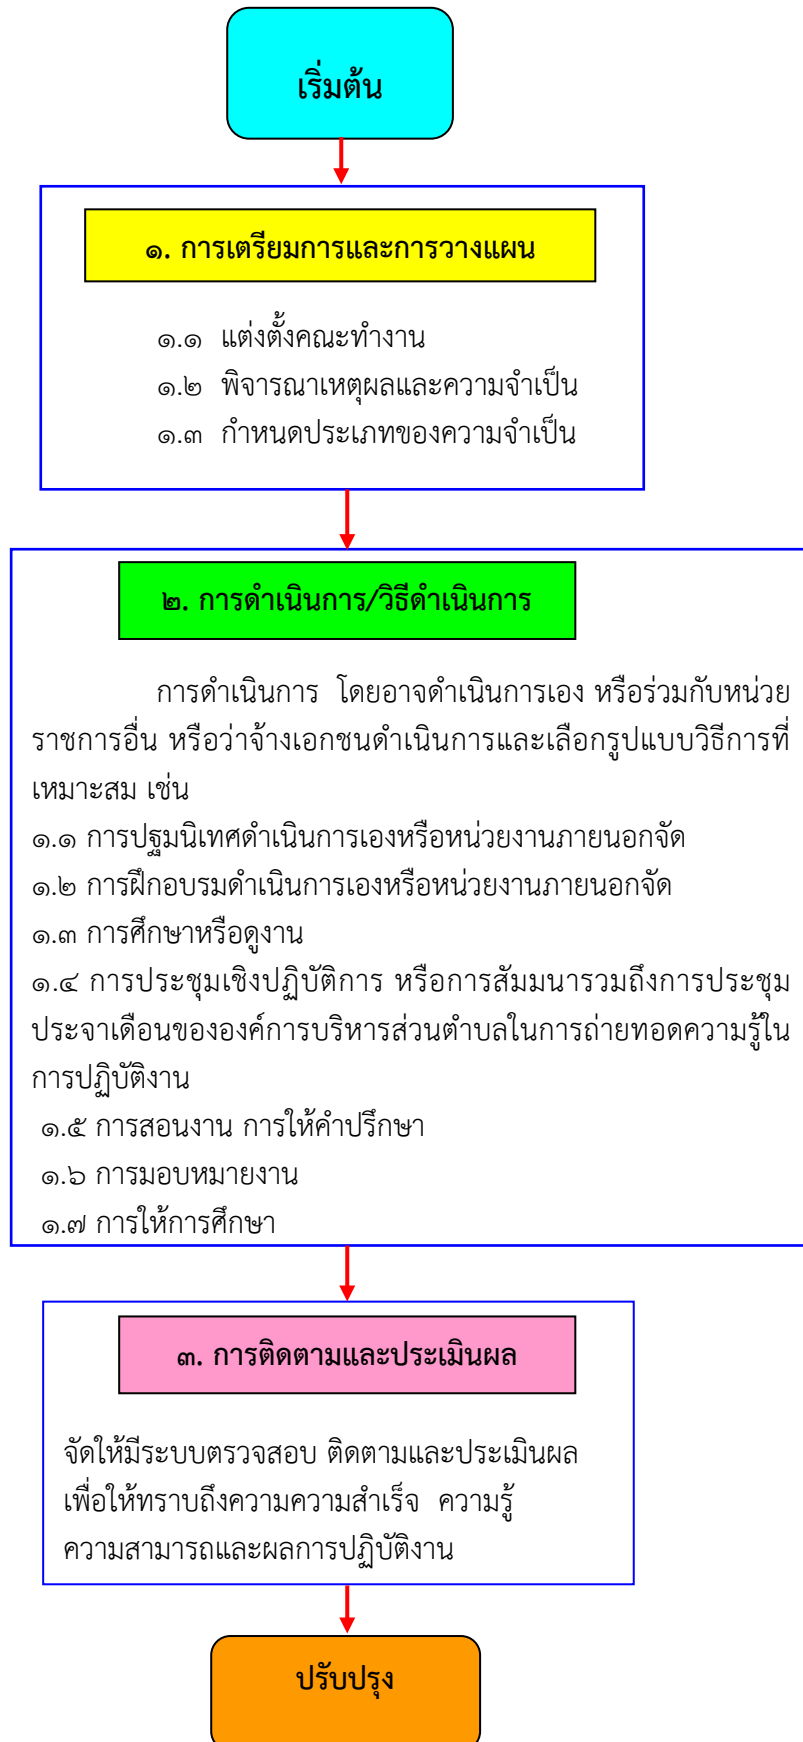 เริ่มต้น
๑. การเตรียมการและการวางแผน
๑.๑ แต่งตั้งคณะทำงาน
๑.๒ พิจารณาเหตุผลและความจำเป็น
๑.๓ กำหนดประเภทของความจำเป็น
๒. การดำเนินการ/วิธีดำเนินการ
การดำเนินการ โดยอาจดำเนินการเอง หรือร่วมกับหน่วย
ราชการอื่น หรือว่าจ้างเอกชนดำเนินการและเลือกรูปแบบวิธีการที่
เหมาะสม เช่น
๑.๑ การปฐมนิเทศดำเนินการเองหรือหน่วยงานภายนอกจัด
๑.๒ การฝึกอบรมดำเนินการเองหรือหน่วยงานภายนอกจัด
๑.๓ การศึกษาหรือดูงาน
๑.๔ การประชุมเชิงปฏิบัติการ หรือการสัมมนารวมถึงการประชุม
ประจาเดือนขององค์การบริหารส่วนตำบลในการถ่ายทอดความรู้ใน
การปฏิบัติงาน
๑.๕ การสอนงาน การให้คำปรึกษา
๑.๖ การมอบหมายงาน
๑.๗ การให้การศึกษา
๓. การติดตามและประเมินผล
จัดให้มีระบบตรวจสอบ ติดตามและประเมินผล
เพื่อให้ทราบถึงความความสำเร็จ ความรู้
ความสามารถและผลการปฏิบัติงาน
ปรับปรุง